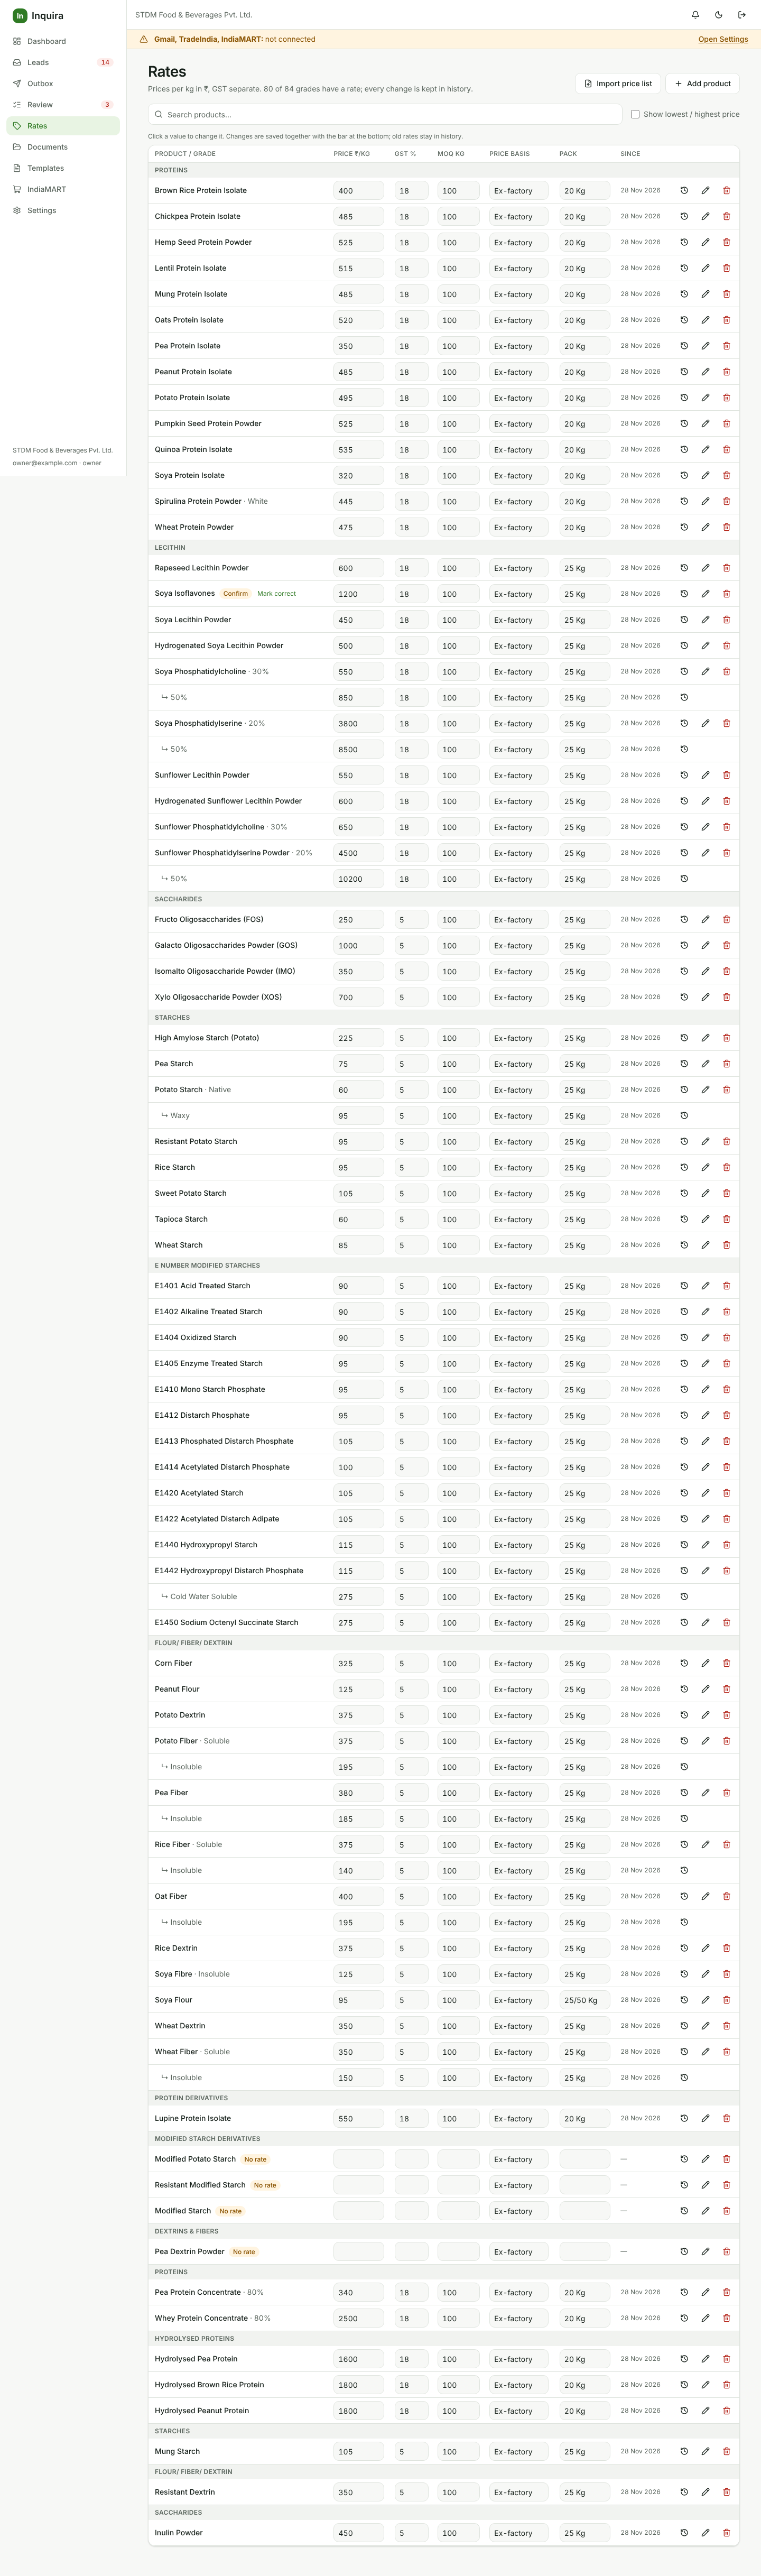 In Inquira
Dashboard
Leads 14
Outbox
Review 3
Rates
Documents
Templates
IndiaMART
Settings
STDM Food & Beverages Pvt. Ltd.
owner@example.com · owner
STDM Food & Beverages Pvt. Ltd.
Gmail, TradeIndia, IndiaMART: not connected Open Settings
Rates
Prices per kg in ₹, GST separate. 80 of 84 grades have a rate; every change is kept in history.
Import price list Add product
Search products... Show lowest / highest price
Click a value to change it. Changes are saved together with the bar at the bottom; old rates stay in history.
PRODUCT / GRADE PRICE ₹/KG GST % MOQ KG PRICE BASIS PACK SINCE
PROTEINS
Brown Rice Protein Isolate 400 18 100 Ex-factory 20 Kg 28 Nov 2026
Chickpea Protein Isolate 485 18 100 Ex-factory 20 Kg 28 Nov 2026
Hemp Seed Protein Powder 525 18 100 Ex-factory 20 Kg 28 Nov 2026
Lentil Protein Isolate 515 18 100 Ex-factory 20 Kg 28 Nov 2026
Mung Protein Isolate 485 18 100 Ex-factory 20 Kg 28 Nov 2026
Oats Protein Isolate 520 18 100 Ex-factory 20 Kg 28 Nov 2026
Pea Protein Isolate 350 18 100 Ex-factory 20 Kg 28 Nov 2026
Peanut Protein Isolate 485 18 100 Ex-factory 20 Kg 28 Nov 2026
Potato Protein Isolate 495 18 100 Ex-factory 20 Kg 28 Nov 2026
Pumpkin Seed Protein Powder 525 18 100 Ex-factory 20 Kg 28 Nov 2026
Quinoa Protein Isolate 535 18 100 Ex-factory 20 Kg 28 Nov 2026
Soya Protein Isolate 320 18 100 Ex-factory 20 Kg 28 Nov 2026
Spirulina Protein Powder · White 445 18 100 Ex-factory 20 Kg 28 Nov 2026
Wheat Protein Powder 475 18 100 Ex-factory 20 Kg 28 Nov 2026
LECITHIN
Rapeseed Lecithin Powder 600 18 100 Ex-factory 25 Kg 28 Nov 2026
Soya Isoflavones Confirm Mark correct 1200 18 100 Ex-factory 25 Kg 28 Nov 2026
Soya Lecithin Powder 450 18 100 Ex-factory 25 Kg 28 Nov 2026
Hydrogenated Soya Lecithin Powder 500 18 100 Ex-factory 25 Kg 28 Nov 2026
Soya Phosphatidylcholine · 30% 550 18 100 Ex-factory 25 Kg 28 Nov 2026
↳ 50% 850 18 100 Ex-factory 25 Kg 28 Nov 2026
Soya Phosphatidylserine · 20% 3800 18 100 Ex-factory 25 Kg 28 Nov 2026
↳ 50% 8500 18 100 Ex-factory 25 Kg 28 Nov 2026
Sunflower Lecithin Powder 550 18 100 Ex-factory 25 Kg 28 Nov 2026
Hydrogenated Sunflower Lecithin Powder 600 18 100 Ex-factory 25 Kg 28 Nov 2026
Sunflower Phosphatidylcholine · 30% 650 18 100 Ex-factory 25 Kg 28 Nov 2026
Sunflower Phosphatidylserine Powder · 20% 4500 18 100 Ex-factory 25 Kg 28 Nov 2026
↳ 50% 10200 18 100 Ex-factory 25 Kg 28 Nov 2026
SACCHARIDES
Fructo Oligosaccharides (FOS) 250 5 100 Ex-factory 25 Kg 28 Nov 2026
Galacto Oligosaccharides Powder (GOS) 1000 5 100 Ex-factory 25 Kg 28 Nov 2026
Isomalto Oligosaccharide Powder (IMO) 350 5 100 Ex-factory 25 Kg 28 Nov 2026
Xylo Oligosaccharide Powder (XOS) 700 5 100 Ex-factory 25 Kg 28 Nov 2026
STARCHES
High Amylose Starch (Potato) 225 5 100 Ex-factory 25 Kg 28 Nov 2026
Pea Starch 75 5 100 Ex-factory 25 Kg 28 Nov 2026
Potato Starch · Native 60 5 100 Ex-factory 25 Kg 28 Nov 2026
↳ Waxy 95 5 100 Ex-factory 25 Kg 28 Nov 2026
Resistant Potato Starch 95 5 100 Ex-factory 25 Kg 28 Nov 2026
Rice Starch 95 5 100 Ex-factory 25 Kg 28 Nov 2026
Sweet Potato Starch 105 5 100 Ex-factory 25 Kg 28 Nov 2026
Tapioca Starch 60 5 100 Ex-factory 25 Kg 28 Nov 2026
Wheat Starch 85 5 100 Ex-factory 25 Kg 28 Nov 2026
E NUMBER MODIFIED STARCHES
E1401 Acid Treated Starch 90 5 100 Ex-factory 25 Kg 28 Nov 2026
E1402 Alkaline Treated Starch 90 5 100 Ex-factory 25 Kg 28 Nov 2026
E1404 Oxidized Starch 90 5 100 Ex-factory 25 Kg 28 Nov 2026
E1405 Enzyme Treated Starch 95 5 100 Ex-factory 25 Kg 28 Nov 2026
E1410 Mono Starch Phosphate 95 5 100 Ex-factory 25 Kg 28 Nov 2026
E1412 Distarch Phosphate 95 5 100 Ex-factory 25 Kg 28 Nov 2026
E1413 Phosphated Distarch Phosphate 105 5 100 Ex-factory 25 Kg 28 Nov 2026
E1414 Acetylated Distarch Phosphate 100 5 100 Ex-factory 25 Kg 28 Nov 2026
E1420 Acetylated Starch 105 5 100 Ex-factory 25 Kg 28 Nov 2026
E1422 Acetylated Distarch Adipate 105 5 100 Ex-factory 25 Kg 28 Nov 2026
E1440 Hydroxypropyl Starch 115 5 100 Ex-factory 25 Kg 28 Nov 2026
E1442 Hydroxypropyl Distarch Phosphate 115 5 100 Ex-factory 25 Kg 28 Nov 2026
↳ Cold Water Soluble 275 5 100 Ex-factory 25 Kg 28 Nov 2026
E1450 Sodium Octenyl Succinate Starch 275 5 100 Ex-factory 25 Kg 28 Nov 2026
FLOUR/ FIBER/ DEXTRIN
Corn Fiber 325 5 100 Ex-factory 25 Kg 28 Nov 2026
Peanut Flour 125 5 100 Ex-factory 25 Kg 28 Nov 2026
Potato Dextrin 375 5 100 Ex-factory 25 Kg 28 Nov 2026
Potato Fiber · Soluble 375 5 100 Ex-factory 25 Kg 28 Nov 2026
↳ Insoluble 195 5 100 Ex-factory 25 Kg 28 Nov 2026
Pea Fiber 380 5 100 Ex-factory 25 Kg 28 Nov 2026
↳ Insoluble 185 5 100 Ex-factory 25 Kg 28 Nov 2026
Rice Fiber · Soluble 375 5 100 Ex-factory 25 Kg 28 Nov 2026
↳ Insoluble 140 5 100 Ex-factory 25 Kg 28 Nov 2026
Oat Fiber 400 5 100 Ex-factory 25 Kg 28 Nov 2026
↳ Insoluble 195 5 100 Ex-factory 25 Kg 28 Nov 2026
Rice Dextrin 375 5 100 Ex-factory 25 Kg 28 Nov 2026
Soya Fibre · Insoluble 125 5 100 Ex-factory 25 Kg 28 Nov 2026
Soya Flour 95 5 100 Ex-factory 25/50 Kg 28 Nov 2026
Wheat Dextrin 350 5 100 Ex-factory 25 Kg 28 Nov 2026
Wheat Fiber · Soluble 350 5 100 Ex-factory 25 Kg 28 Nov 2026
↳ Insoluble 150 5 100 Ex-factory 25 Kg 28 Nov 2026
PROTEIN DERIVATIVES
Lupine Protein Isolate 550 18 100 Ex-factory 20 Kg 28 Nov 2026
MODIFIED STARCH DERIVATIVES
Modified Potato Starch No rate Ex-factory —
Resistant Modified Starch No rate Ex-factory —
Modified Starch No rate Ex-factory —
DEXTRINS & FIBERS
Pea Dextrin Powder No rate Ex-factory —
PROTEINS
Pea Protein Concentrate · 80% 340 18 100 Ex-factory 20 Kg 28 Nov 2026
Whey Protein Concentrate · 80% 2500 18 100 Ex-factory 20 Kg 28 Nov 2026
HYDROLYSED PROTEINS
Hydrolysed Pea Protein 1600 18 100 Ex-factory 20 Kg 28 Nov 2026
Hydrolysed Brown Rice Protein 1800 18 100 Ex-factory 20 Kg 28 Nov 2026
Hydrolysed Peanut Protein 1800 18 100 Ex-factory 20 Kg 28 Nov 2026
STARCHES
Mung Starch 105 5 100 Ex-factory 25 Kg 28 Nov 2026
FLOUR/ FIBER/ DEXTRIN
Resistant Dextrin 350 5 100 Ex-factory 25 Kg 28 Nov 2026
SACCHARIDES
Inulin Powder 450 5 100 Ex-factory 25 Kg 28 Nov 2026